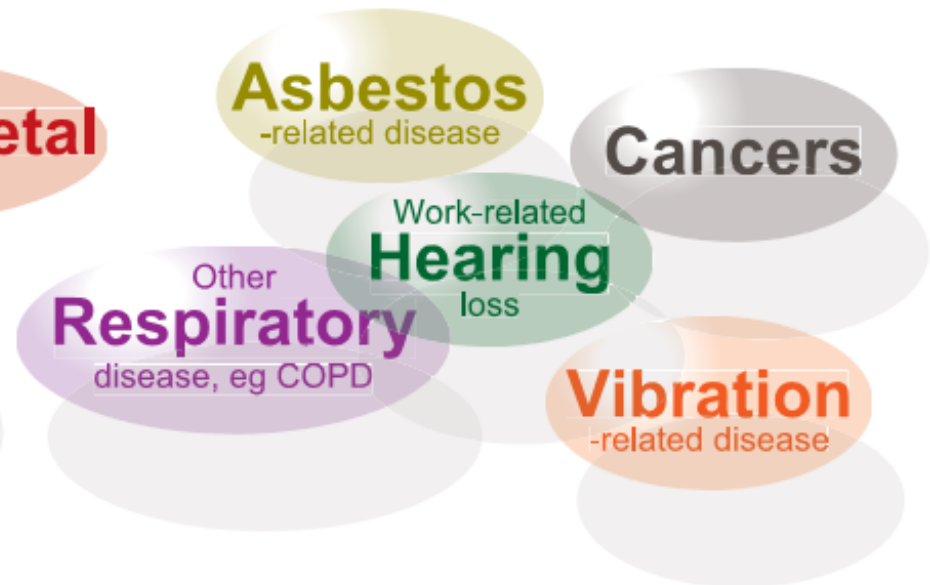 etal
Asbestos
-related disease
Cancers
Work-related
Hearing
loss
Other
Respiratory
disease, eg COPD
Vibration
-related disease